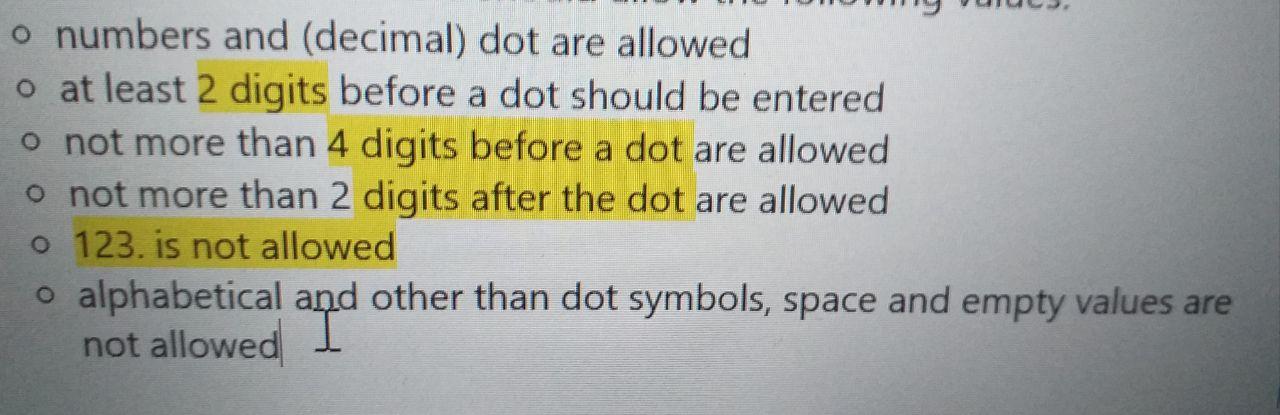 numbers and (decimal) dot are allowed
at least 2 digits before a dot should be entered
not more than 4 digits before a dot are allowed
not more than 2 digits after the dot are allowed
123. is not allowed
alphabetical and other than dot symbols, space and empty values are
not allowed